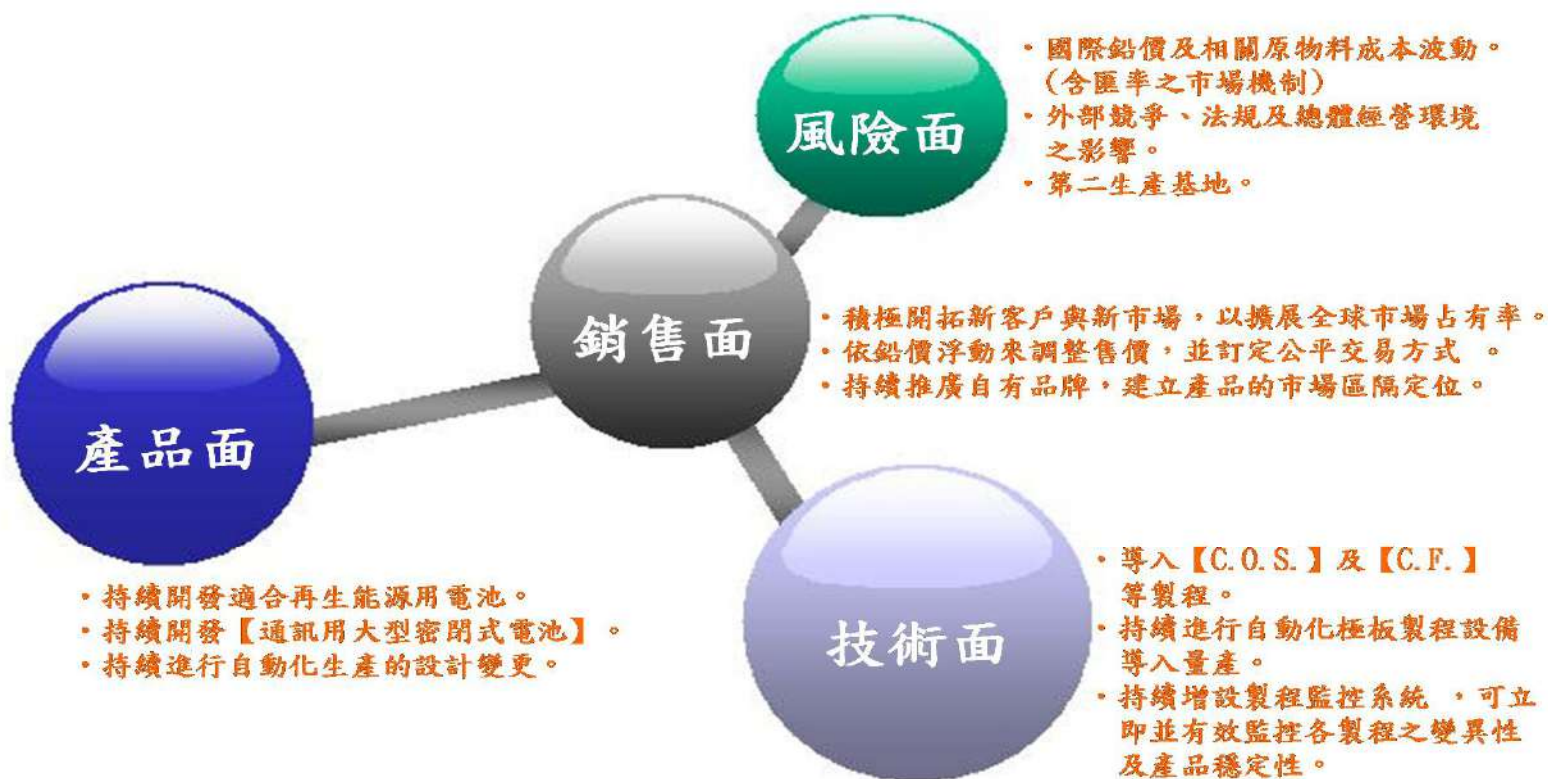 風險面
・國際鉛價及相關原物料成本波動。
(含匯率之市場機制)
・外部競爭、法規及總體經營環境
之影響。
・第二生產基地。
銷售面
・積極開拓新客戶與新市場，以擴展全球市場占有率。
・依鉛價浮動來調整售價，並訂定公平交易方式 。
・持續推廣自有品牌，建立產品的市場區隔定位。
產品面
・持續開發適合再生能源用電池。
・持續開發【通訊用大型密閉式電池】。
・持續進行自動化生產的設計變更。
技術面
・導入【C.O.S.】及【C.F.】
等製程。
・持續進行自動化極板製程設備
導入量產。
・持續增設製程監控系統 ，可立
即並有效監控各製程之變異性
及產品穩定性。